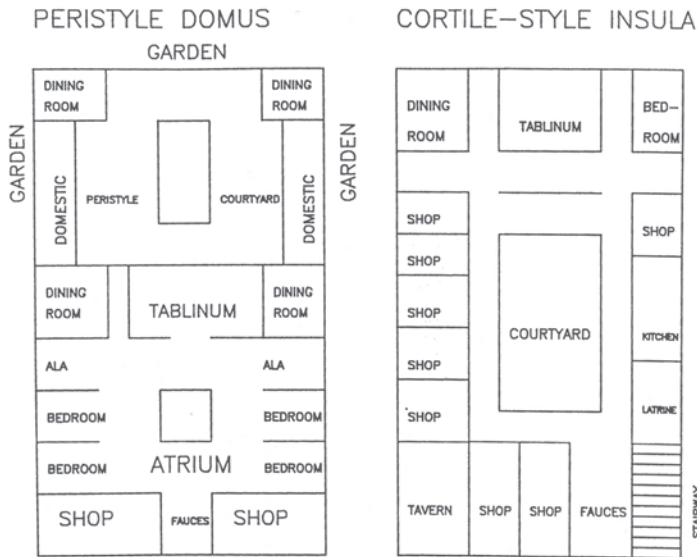 PERISTYLE DOMUS
GARDEN
DINING
ROOM
DINING
ROOM
GARDEN
GARDEN
DOMESTIC
PERISTYLE
COURTYARD
DOMESTIC
DINING
ROOM
TABLINUM
DINING
ROOM
ALA
ALA
BEDROOM
BEDROOM
BEDROOM
ATRIUM
BEDROOM
SHOP
FAUCES
SHOP
CORTILE-STYLE INSULA
DINING
ROOM
TABLINUM
BED-
ROOM
SHOP
SHOP
SHOP
SHOP
COURTYARD
KITCHEN
SHOP
LATRINE
SHOP
TAVERN
SHOP
SHOP
FAUCES
STAIRWAY